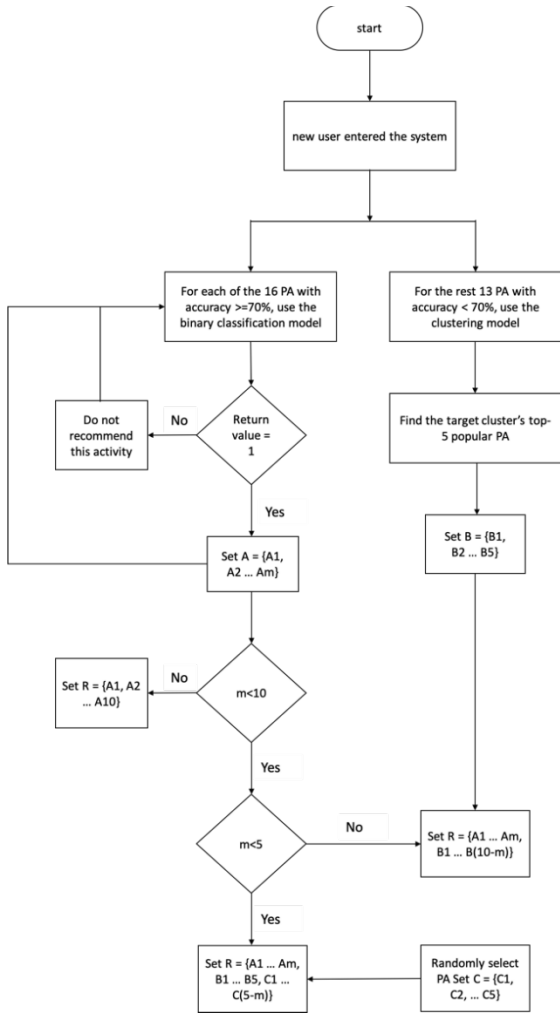 start
new user entered the system
For each of the 16 PA with
accuracy >=70%, use the
binary classification model
For the rest 13 PA with
accuracy < 70%, use the
clustering model
Do not
recommend
this activity
No
Return
value =
1
Find the target cluster’s top-
5 popular PA
Yes
Set A = {A1,
A2 ... Am}
Set B = {B1,
B2 ... B5}
Set R = {A1, A2
... A10}
No
m<10
Yes
m<5
No
Set R = {A1 ... Am,
B1 ... B(10-m)}
Yes
Set R = {A1 ... Am,
B1 ... B5, C1 ...
C(5-m)}
Randomly select
PA Set C = {C1,
C2, ... C5}